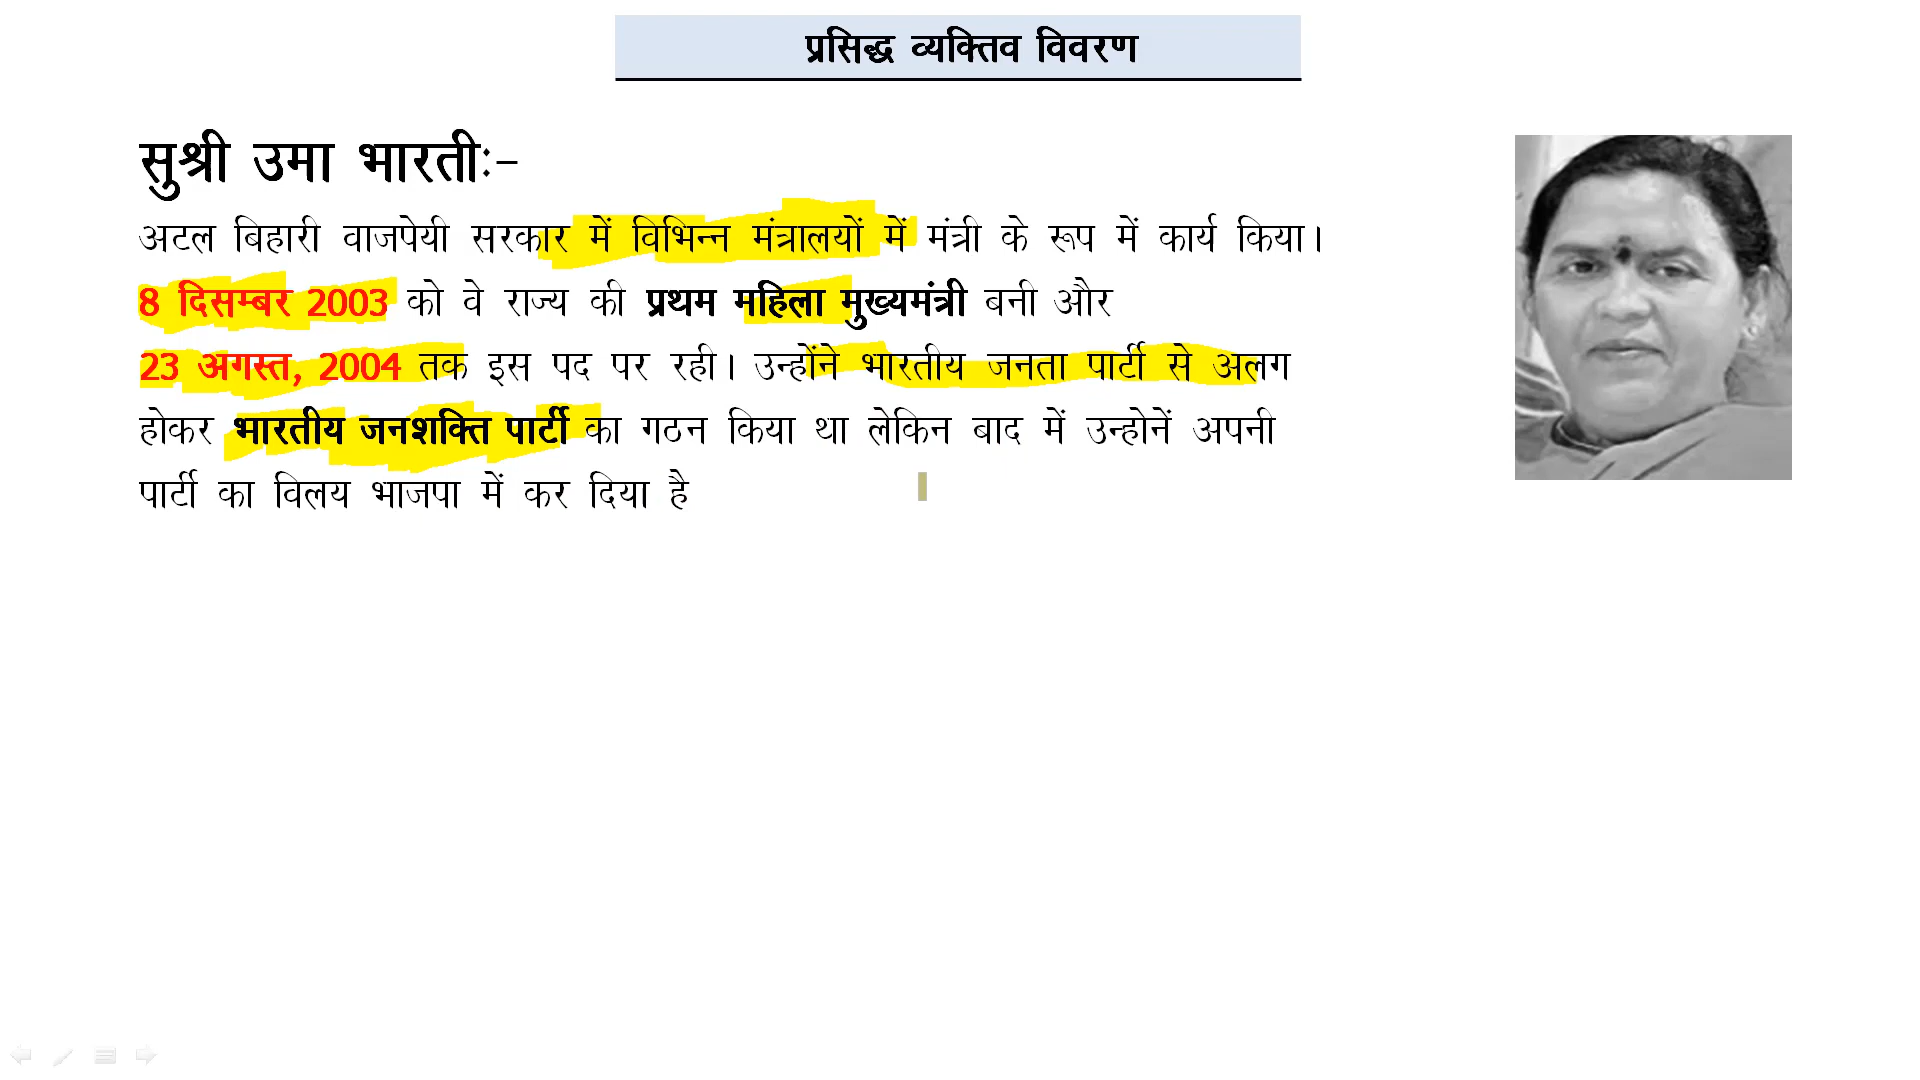 प्रसिद्ध व्यक्तिव विवरण
सुश्री उमा भारतीः-
अटल बिहारी वाजपेयी सरकार में विभिन्न मंत्रालयों में मंत्री के रूप में कार्य किया।
8 दिसम्बर 2003 को वे राज्य की प्रथम महिला मुख्यमंत्री बनी और
23 अगस्त, 2004 तक इस पद पर रही। उन्होंने भारतीय जनता पार्टी से अलग
होकर भारतीय जनशक्ति पार्टी का गठन किया था लेकिन बाद में उन्होनें अपनी
पार्टी का विलय भाजपा में कर दिया है